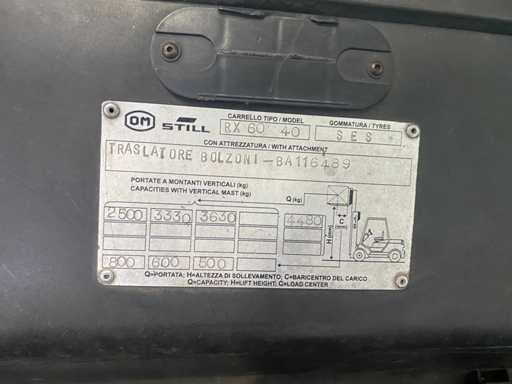 OM STILL
CARRELLO TIPO / MODEL
RX 60 40
GOMMATURA / TYRES
SES
CON ATTREZZATURA / WITH ATTACHMENT
TRASLATORE BOLZONI-BA116489
PORTATE A MONTANTI VERTICALI (kg)
CAPACITIES WITH VERTICAL MAST (kg)
Q (kg)
C
H (mm)
2500 3330 3630 4480
800 600 500
Q=PORTATA; H=ALTEZZA DI SOLLEVAMENTO; C=BARICENTRO DEL CARICO
Q=CAPACITY; H=LIFT HEIGHT; C=LOAD CENTER